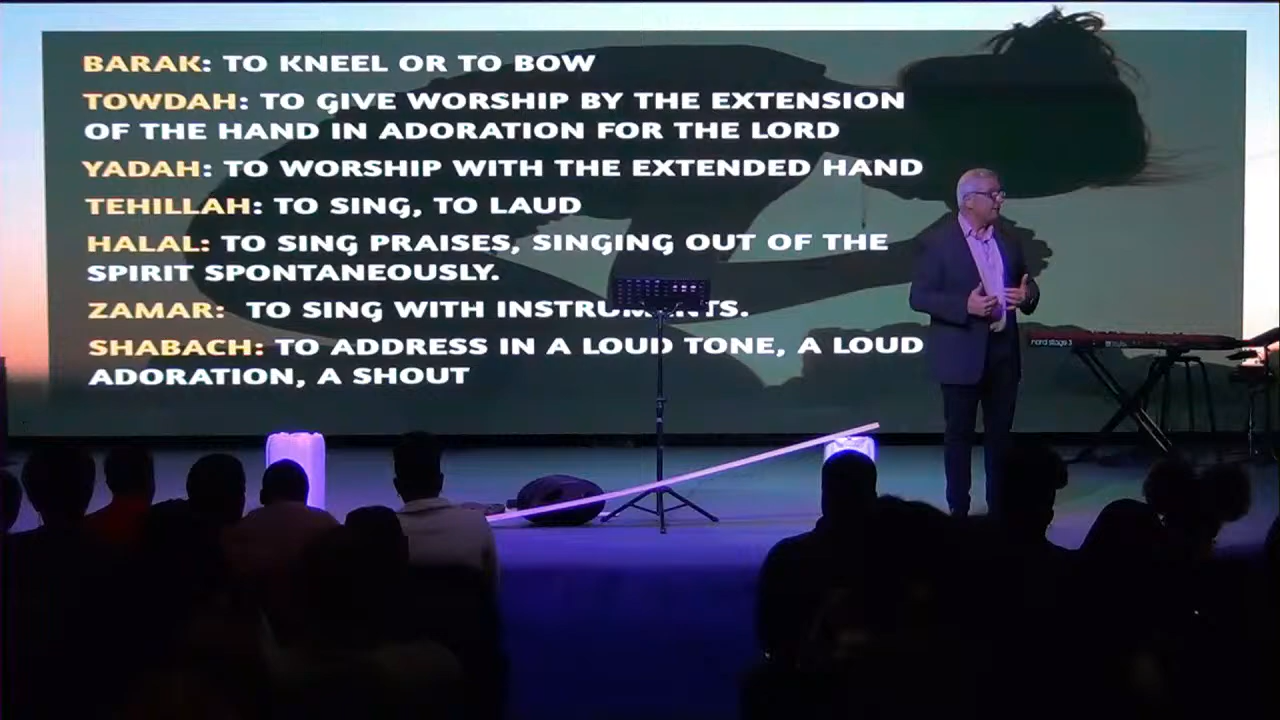 BARAK: TO KNEEL OR TO BOW
TOWDAH: TO GIVE WORSHIP BY THE EXTENSION
OF THE HAND IN ADORATION FOR THE LORD
YADAH: TO WORSHIP WITH THE EXTENDED HAND
TEHILLAH: TO SING, TO LAUD
HALAL: TO SING PRAISES, SINGING OUT OF THE
SPIRIT SPONTANEOUSLY.
ZAMAR: TO SING WITH INSTRUMENTS.
SHABACH: TO ADDRESS IN A LOUD TONE, A LOUD
ADORATION, A SHOUT
nord stage 3